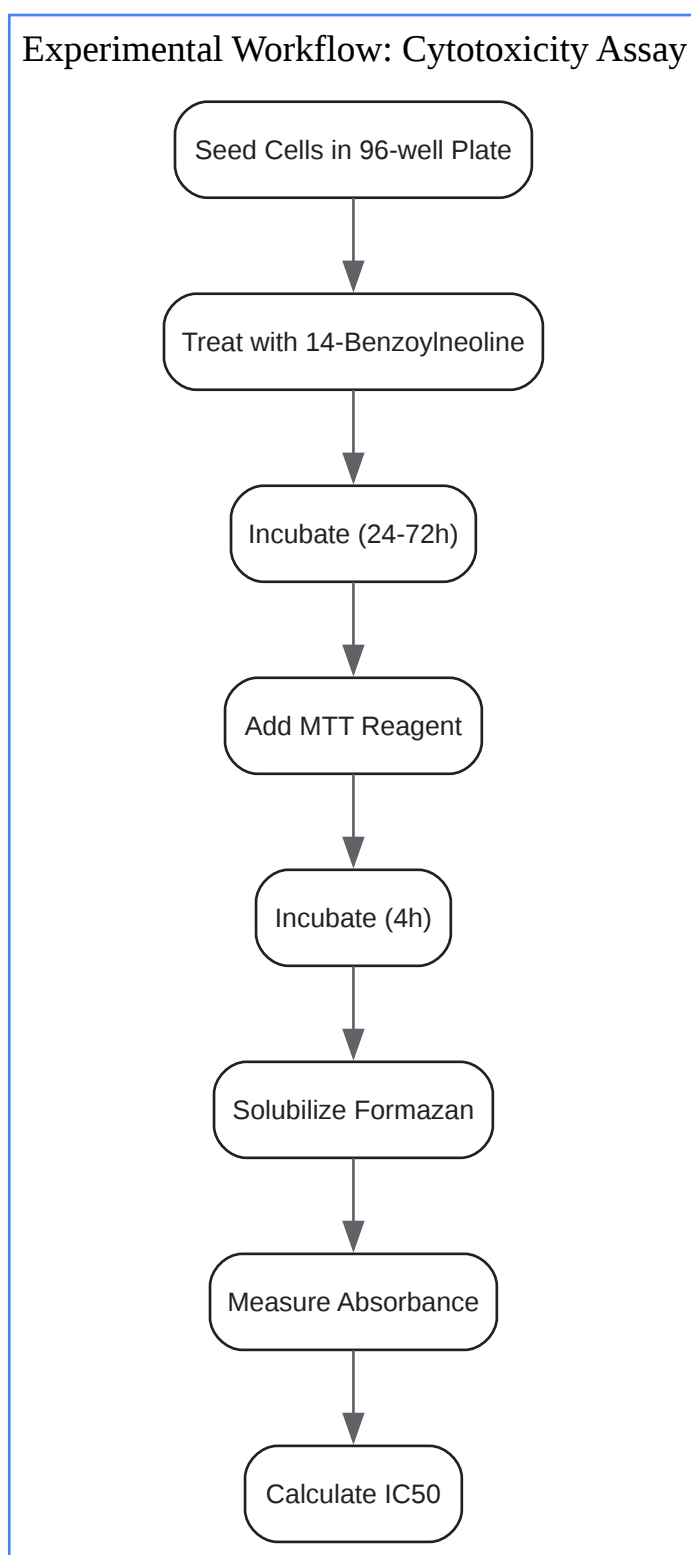 Experimental Workflow: Cytotoxicity Assay
Seed Cells in 96-well Plate
Treat with 14-Benzoylneoline
Incubate (24-72h)
Add MTT Reagent
Incubate (4h)
Solubilize Formazan
Measure Absorbance
Calculate IC50